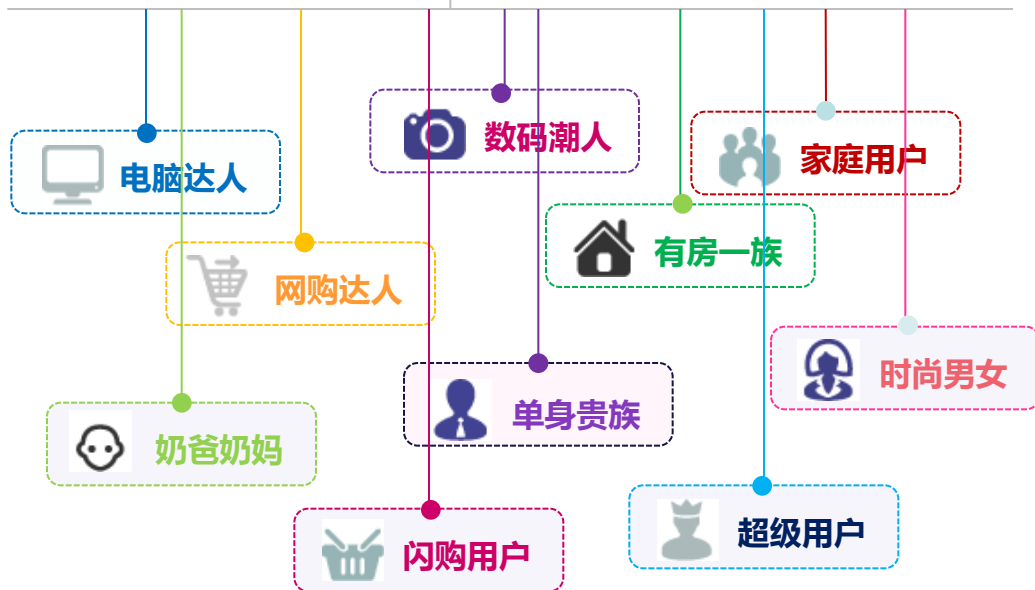 数码潮人
家庭用户
电脑达人
有房一族
网购达人
时尚男女
单身贵族
奶爸奶妈
超级用户
闪购用户